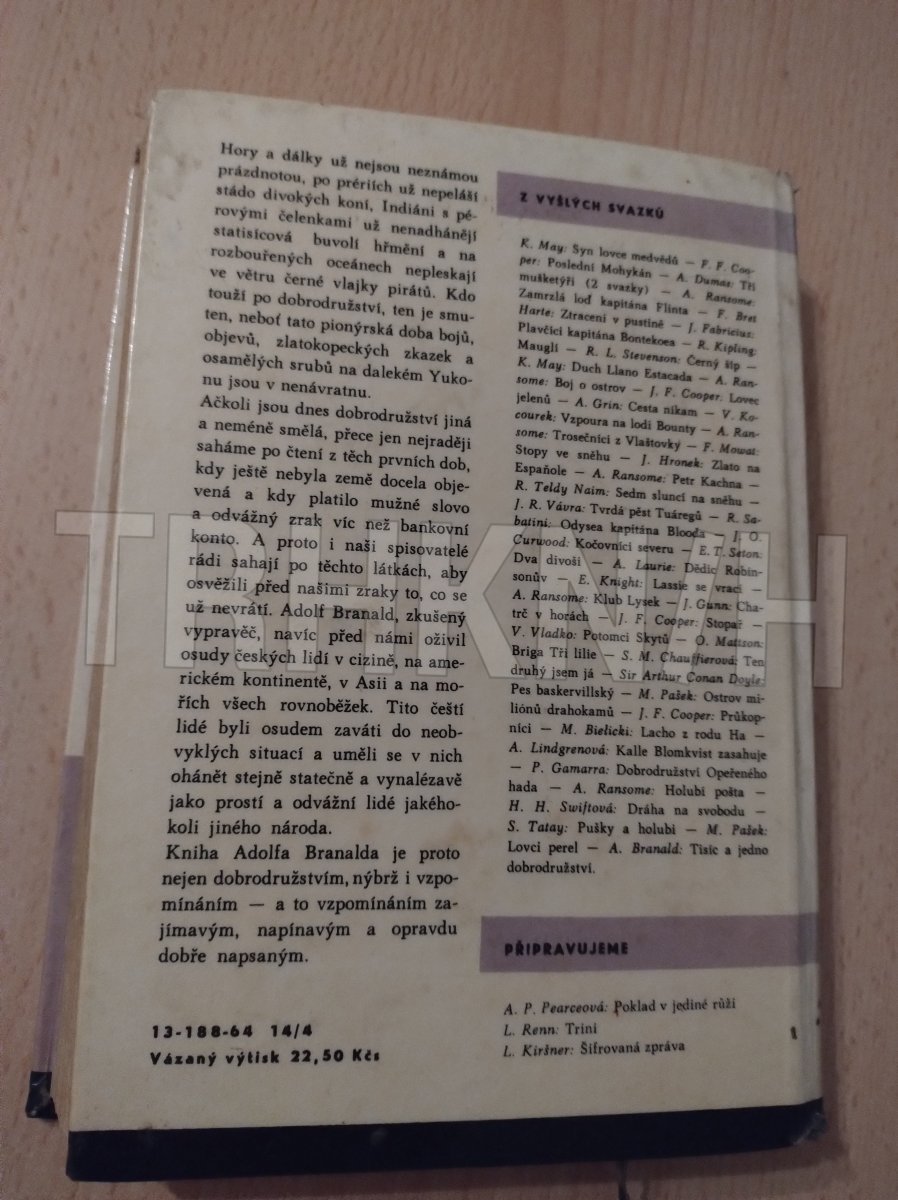 Hory a dálky už nejsou neznámou
prázdnotou, po prériích už nepeláší
stádo divokých koní, Indiáni s pé-
rovými čelenkami už nenadhánějí
statisícová buvolí hřmění a na
rozbouřených oceánech nepleskají
ve větru černé vlajky pirátů. Kdo
touží po dobrodružství, ten je smu-
ten, neboť tato pionýrská doba bojů,
objevů, zlatokopeckých zkazek a
osamělých srubů na dalekém Yuko-
nu jsou v nenávratnu.
Ačkoli jsou dnes dobrodružství jiná
a neméně smělá, přece jen nejraději
saháme po čtení z těch prvních dob,
kdy ještě nebyla země docela obje-
vená a kdy platilo mužné slovo
a odvážný zrak víc než bankovní
konto. A proto i naši spisovatelé
rádi sahají po těchto látkách, aby
osvěžili před našimi zraky to, co se
už nevrátí. Adolf Branald, zkušený
vypravěč, navíc před námi oživil
osudy českých lidí v cizině, na ame-
rickém kontinentě, v Asii a na mo-
řích všech rovnoběžek. Tito čeští
lidé byli osudem zaváti do neob-
vyklých situací a uměli se v nich
ohánět stejně statečně a vynalézavě
jako prostí a odvážní lidé jakého-
koli jiného národa.
Kniha Adolfa Branalda je proto
nejen dobrodružstvím, nýbrž i vzpo-
mínáním — a to vzpomínáním za-
jímavým, napínavým a opravdu
dobře napsaným.
13-188-64 14/4
Vázaný výtisk 22,50 Kčs
Z VYŠLÝCH SVAZKŮ
K. May: Syn lovce medvědů — F. F. Coo-
per: Poslední Mohykán — A. Dumas: Tři
mušketýři (2 svazky) — A. Ransome:
Zamrzlá loď kapitána Flinta — F. Bret
Harte: Ztracení v pustině — J. Fabricius:
Plavčíci kapitána Bontekoea — R. Kipling:
Mauglí — R. L. Stevenson: Černý šíp —
K. May: Duch Llano Estacada — A. Ran-
some: Boj o ostrov — J. F. Cooper: Lovec
jelenů — A. Grin: Cesta nikam — V. Ko-
courek: Vzpoura na lodi Bounty — A. Ran-
some: Trosečníci z Vlaštovky — F. Mowat:
Stopy ve sněhu — J. Hronek: Zlato na
Espaňole — A. Ransome: Petr Kachna —
R. Teldy Naim: Sedm sluncí na sněhu —
J. R. Vávra: Tvrdá pěst Tuáregů — R. Sa-
batini: Odysea kapitána Blooda — J. O.
Curwood: Kočovníci severu — E. T. Seton:
Dva divoši — A. Laurie: Dědic Robin-
sonův — E. Knight: Lassie se vrací —
A. Ransome: Klub Lysek — J. Gunn: Cha-
trč v horách — J. F. Cooper: Stopař —
V. Vladko: Potomci Skytů — O. Mattson:
Briga Tři lilie — S. M. Chauffierová: Ten
druhý jsem já — Sir Arthur Conan Doyle:
Pes baskervillský — M. Pašek: Ostrov mi-
liónů drahokamů — J. F. Cooper: Průkop-
níci — M. Bielicki: Lacho z rodu Ha —
A. Lindgrenová: Kalle Blomkvist zasahuje
— P. Gamarra: Dobrodružství Opeřeného
hada — A. Ransome: Holubí pošta —
H. H. Swiftová: Dráha na svobodu —
S. Tatay: Pušky a holubi — M. Pašek:
Lovci perel — A. Branald: Tisíc a jedno
dobrodružství.
PŘIPRAVUJEME
A. P. Pearceová: Poklad v jediné růži
L. Renn: Trini
L. Kiršner: Šifrovaná zpráva